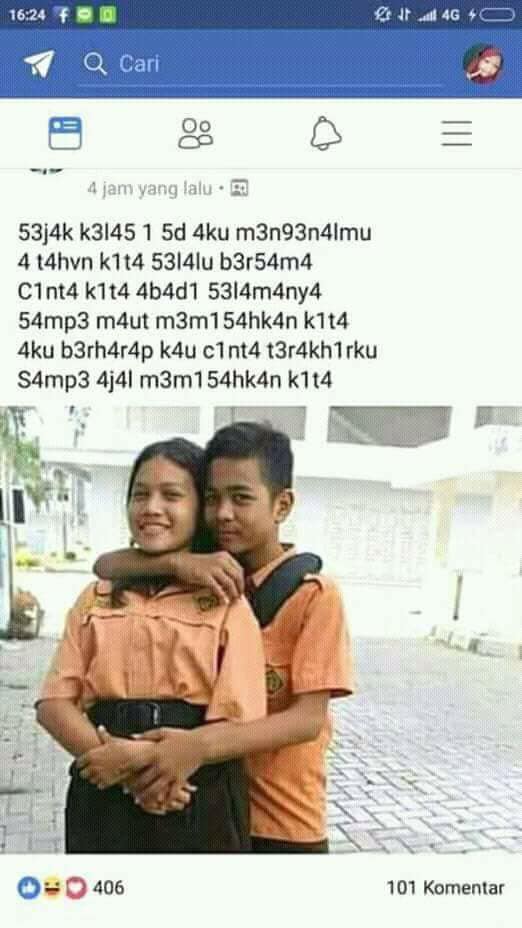 16:24 4G
Cari
4 jam yang lalu
53j4k k3l45 1 5d 4ku m3n93n4lmu
4 t4hvn k1t4 53l4lu b3r54m4
C1nt4 k1t4 4b4d1 53l4m4ny4
54mp3 m4ut m3m154hk4n k1t4
4ku b3rh4r4p k4u c1nt4 t3r4kh1rku
S4mp3 4j4l m3m154hk4n k1t4
406 101 Komentar